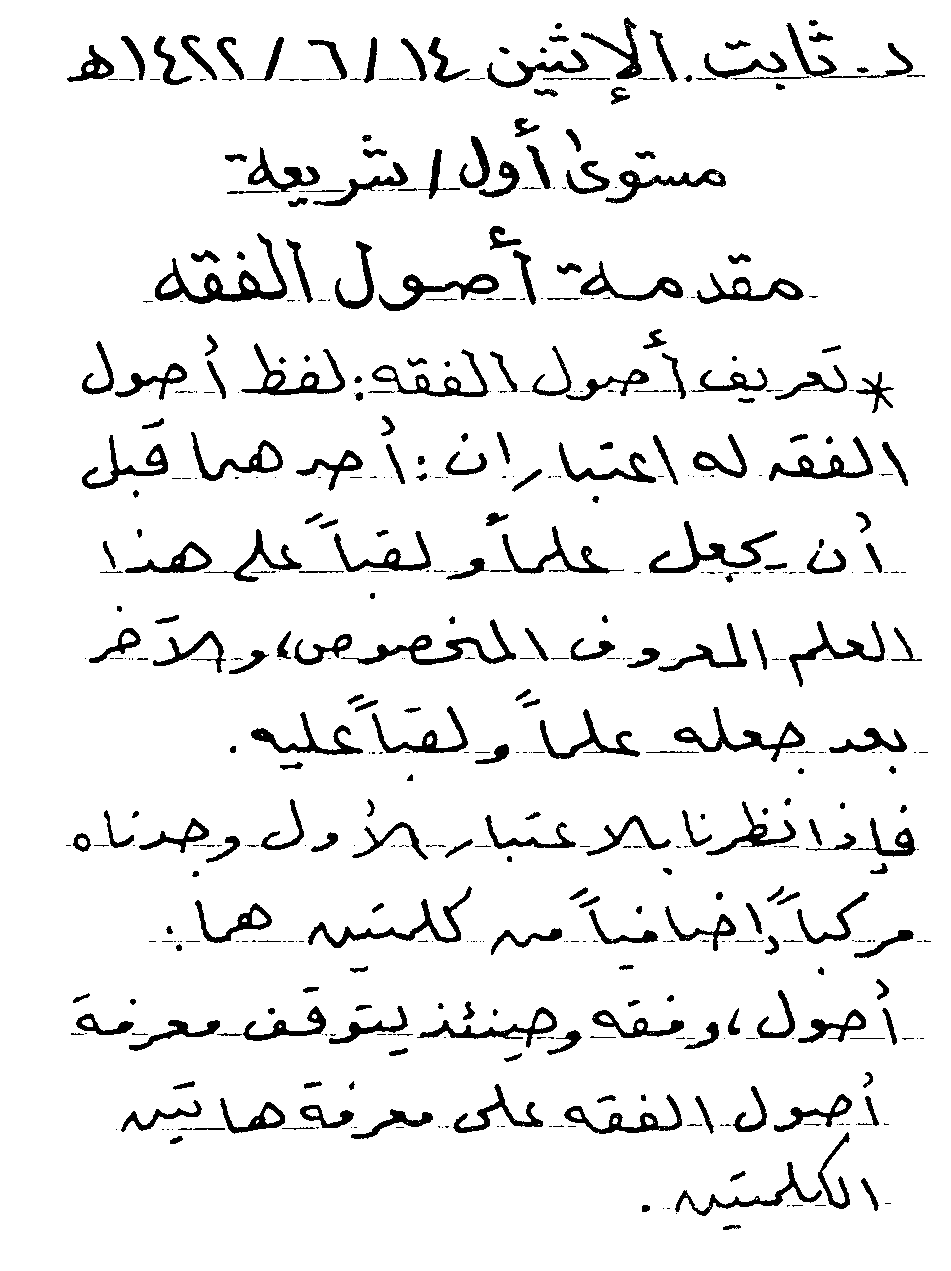 د. ثابت. الإثنين ١٤ / ٦ / ١٤٢٢هـ
مستوى أول / شريعة
مقدمة أصول الفقه
* تعريف أصول الفقه: لفظ أصول
الفقه له اعتباران: أحدهما قبل
أن يجعل علماً ولقباً على هذا
العلم المعروف المخصوص، والآخر
بعد جعله علماً ولقباً عليه.
فإذا نظرنا بالاعتبار الأول وجدناه
مركباً إضافياً من كلمتين هما:
أصول، وفقه وحينئذ يتوقف معرفة
أصول الفقه على معرفة هاتين
الكلمتين.